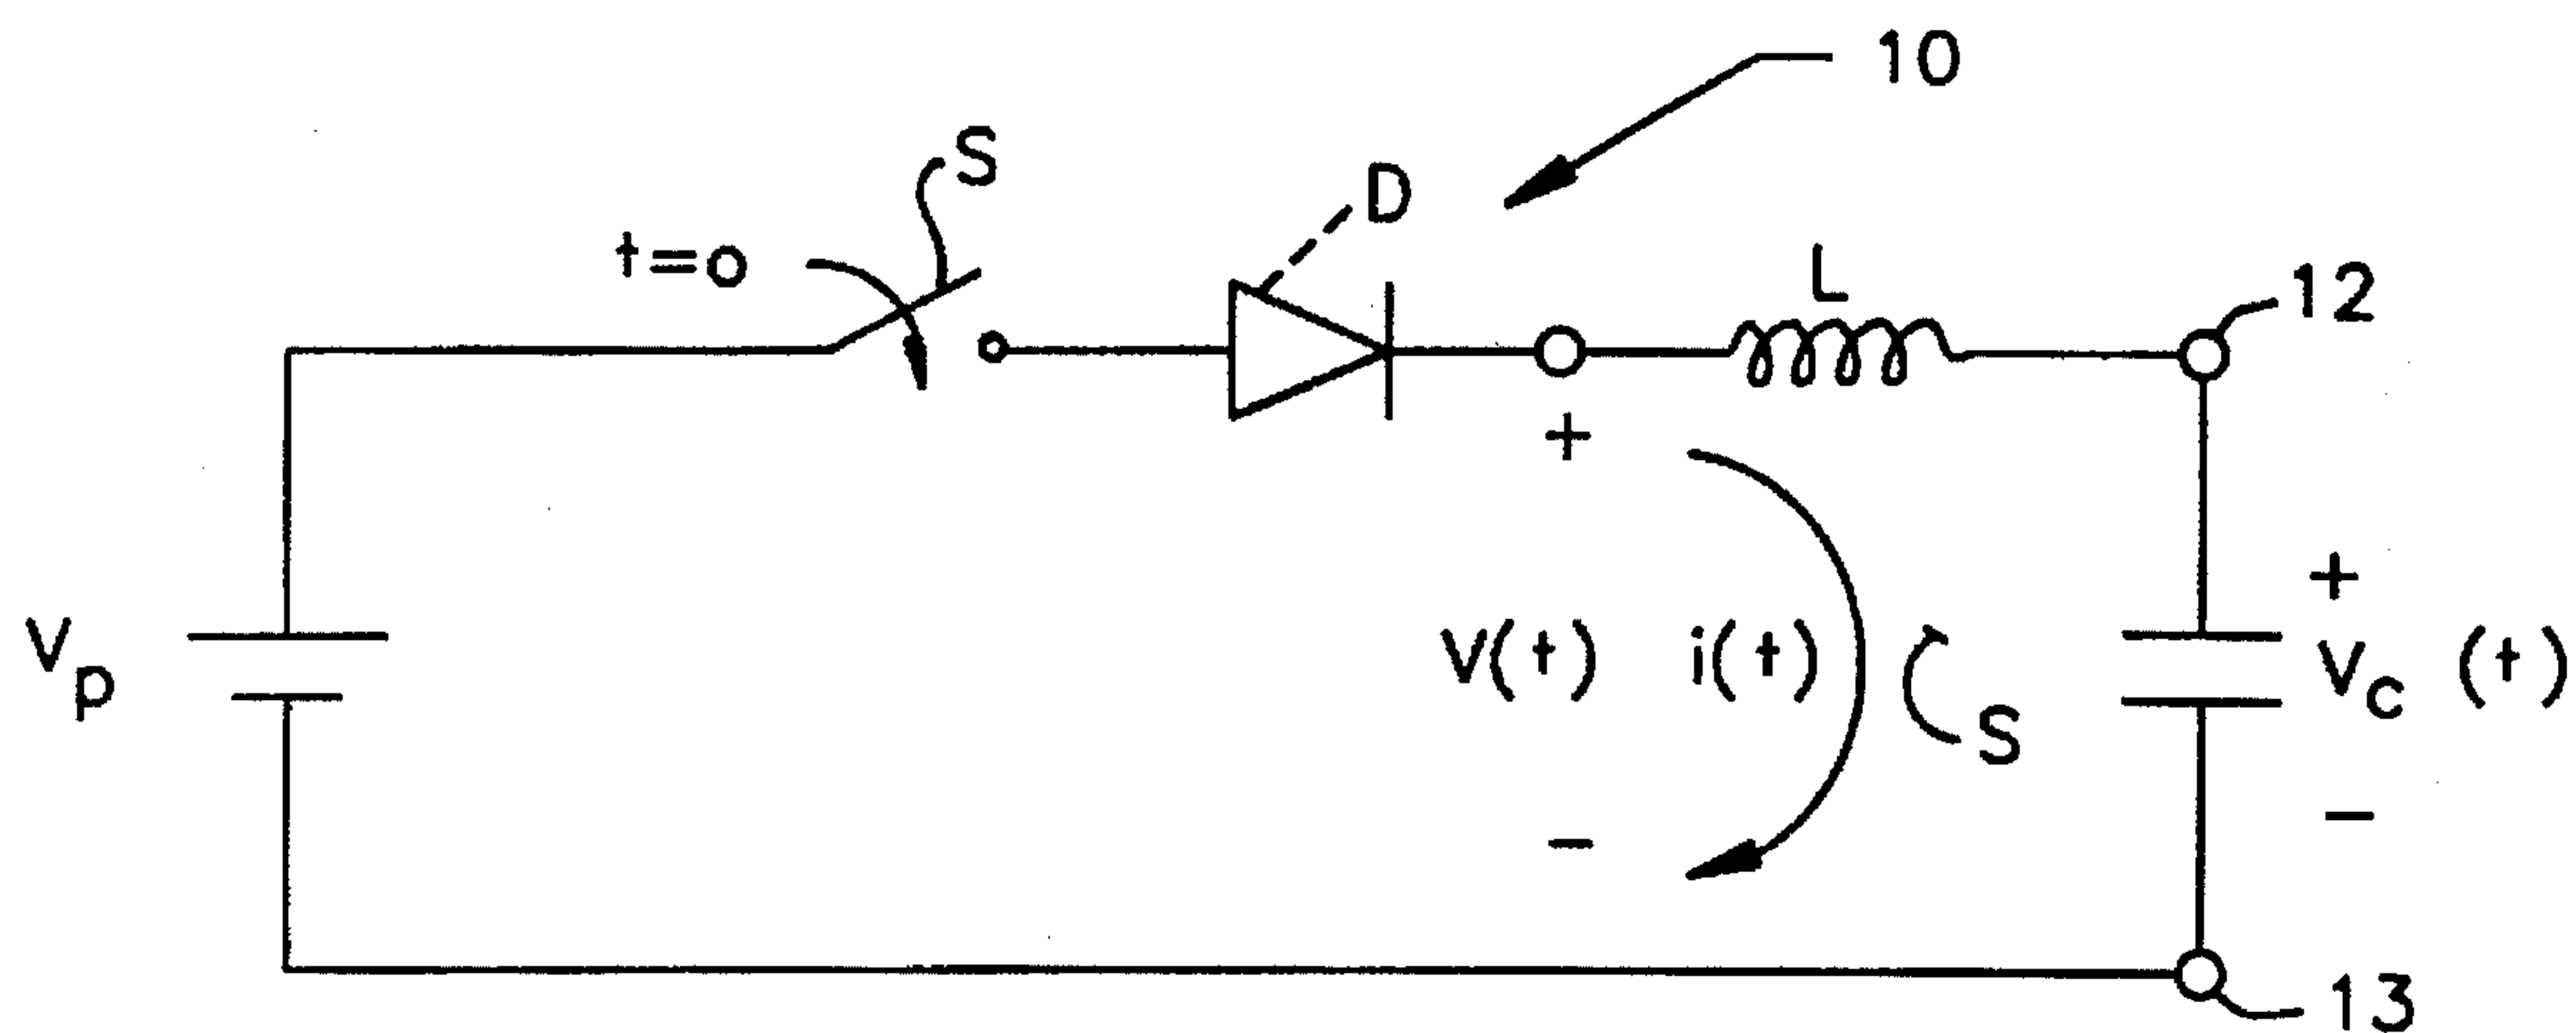 10
S
D
t=o
L
12
+
+
Vp
V(t)
i(t)
Vc (t)
S
−
−
13